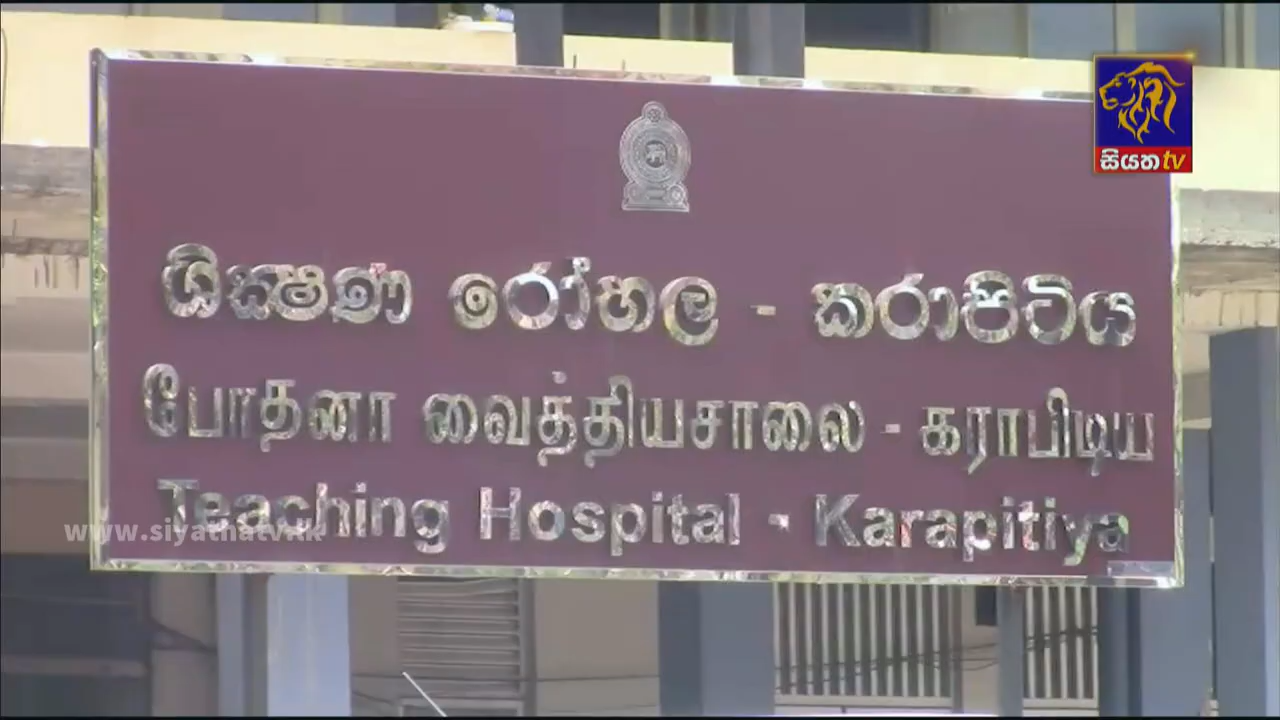 සියත tv
ශික්ෂණ රෝහල - කරාපිටිය
போதனா வைத்தியசாலை - கராபிடிய
Teaching Hospital - Karapitiya
www.siyathatv.lk